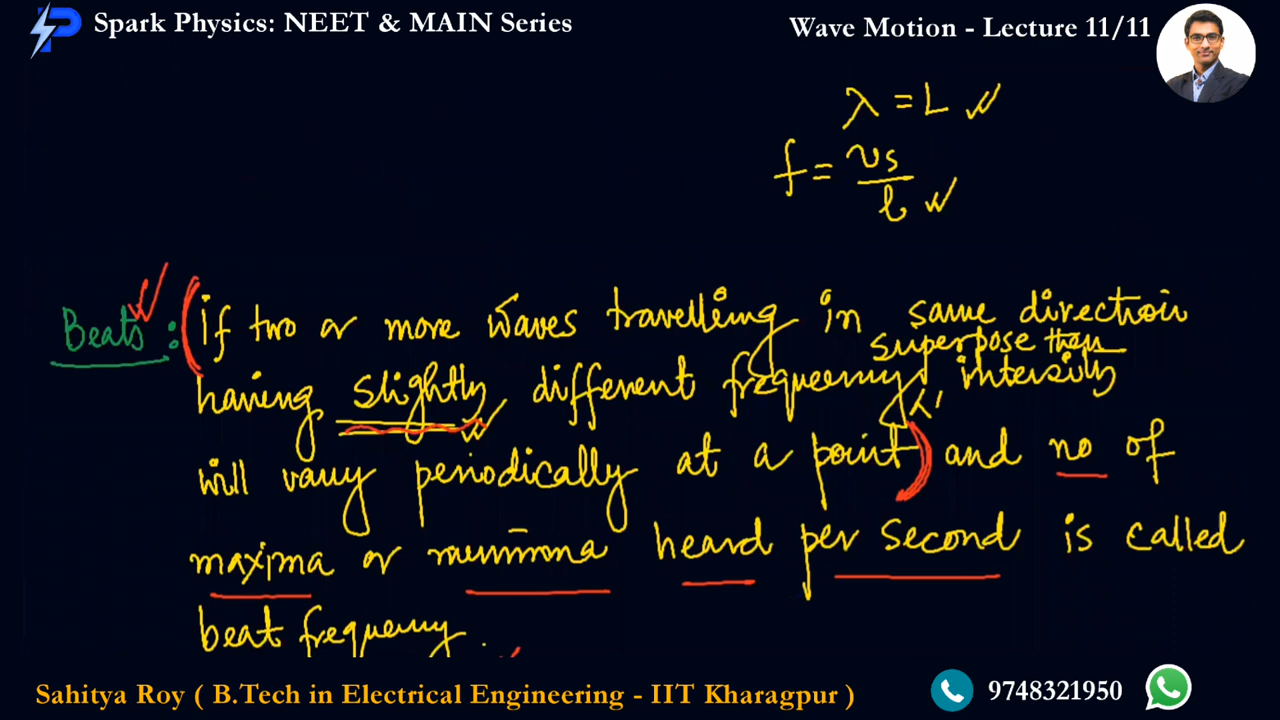 Spark Physics: NEET & MAIN Series
Wave Motion - Lecture 11/11
λ = L
f = vs/l
Beats : (If two or more waves travelling in same direction
superpose then
having slightly different frequency, intensity
will vary periodically at a point) and no of
maxima or minima heard per second is called
beat frequency.
Sahitya Roy ( B.Tech in Electrical Engineering - IIT Kharagpur )
9748321950